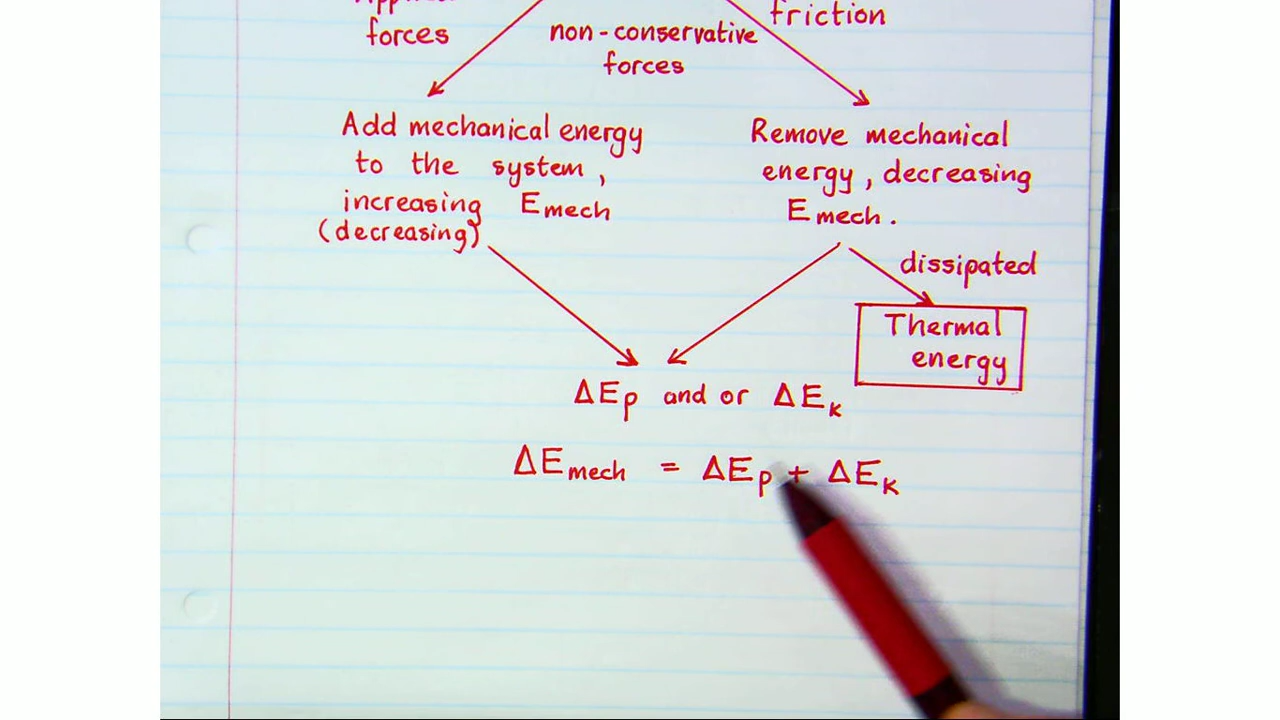 forces
non-conservative
forces
friction
Add mechanical energy
to the system,
increasing Emech
(decreasing)
Remove mechanical
energy, decreasing
Emech.
dissipated
Thermal
energy
ΔEp and or ΔEk
ΔEmech = ΔEp + ΔEk